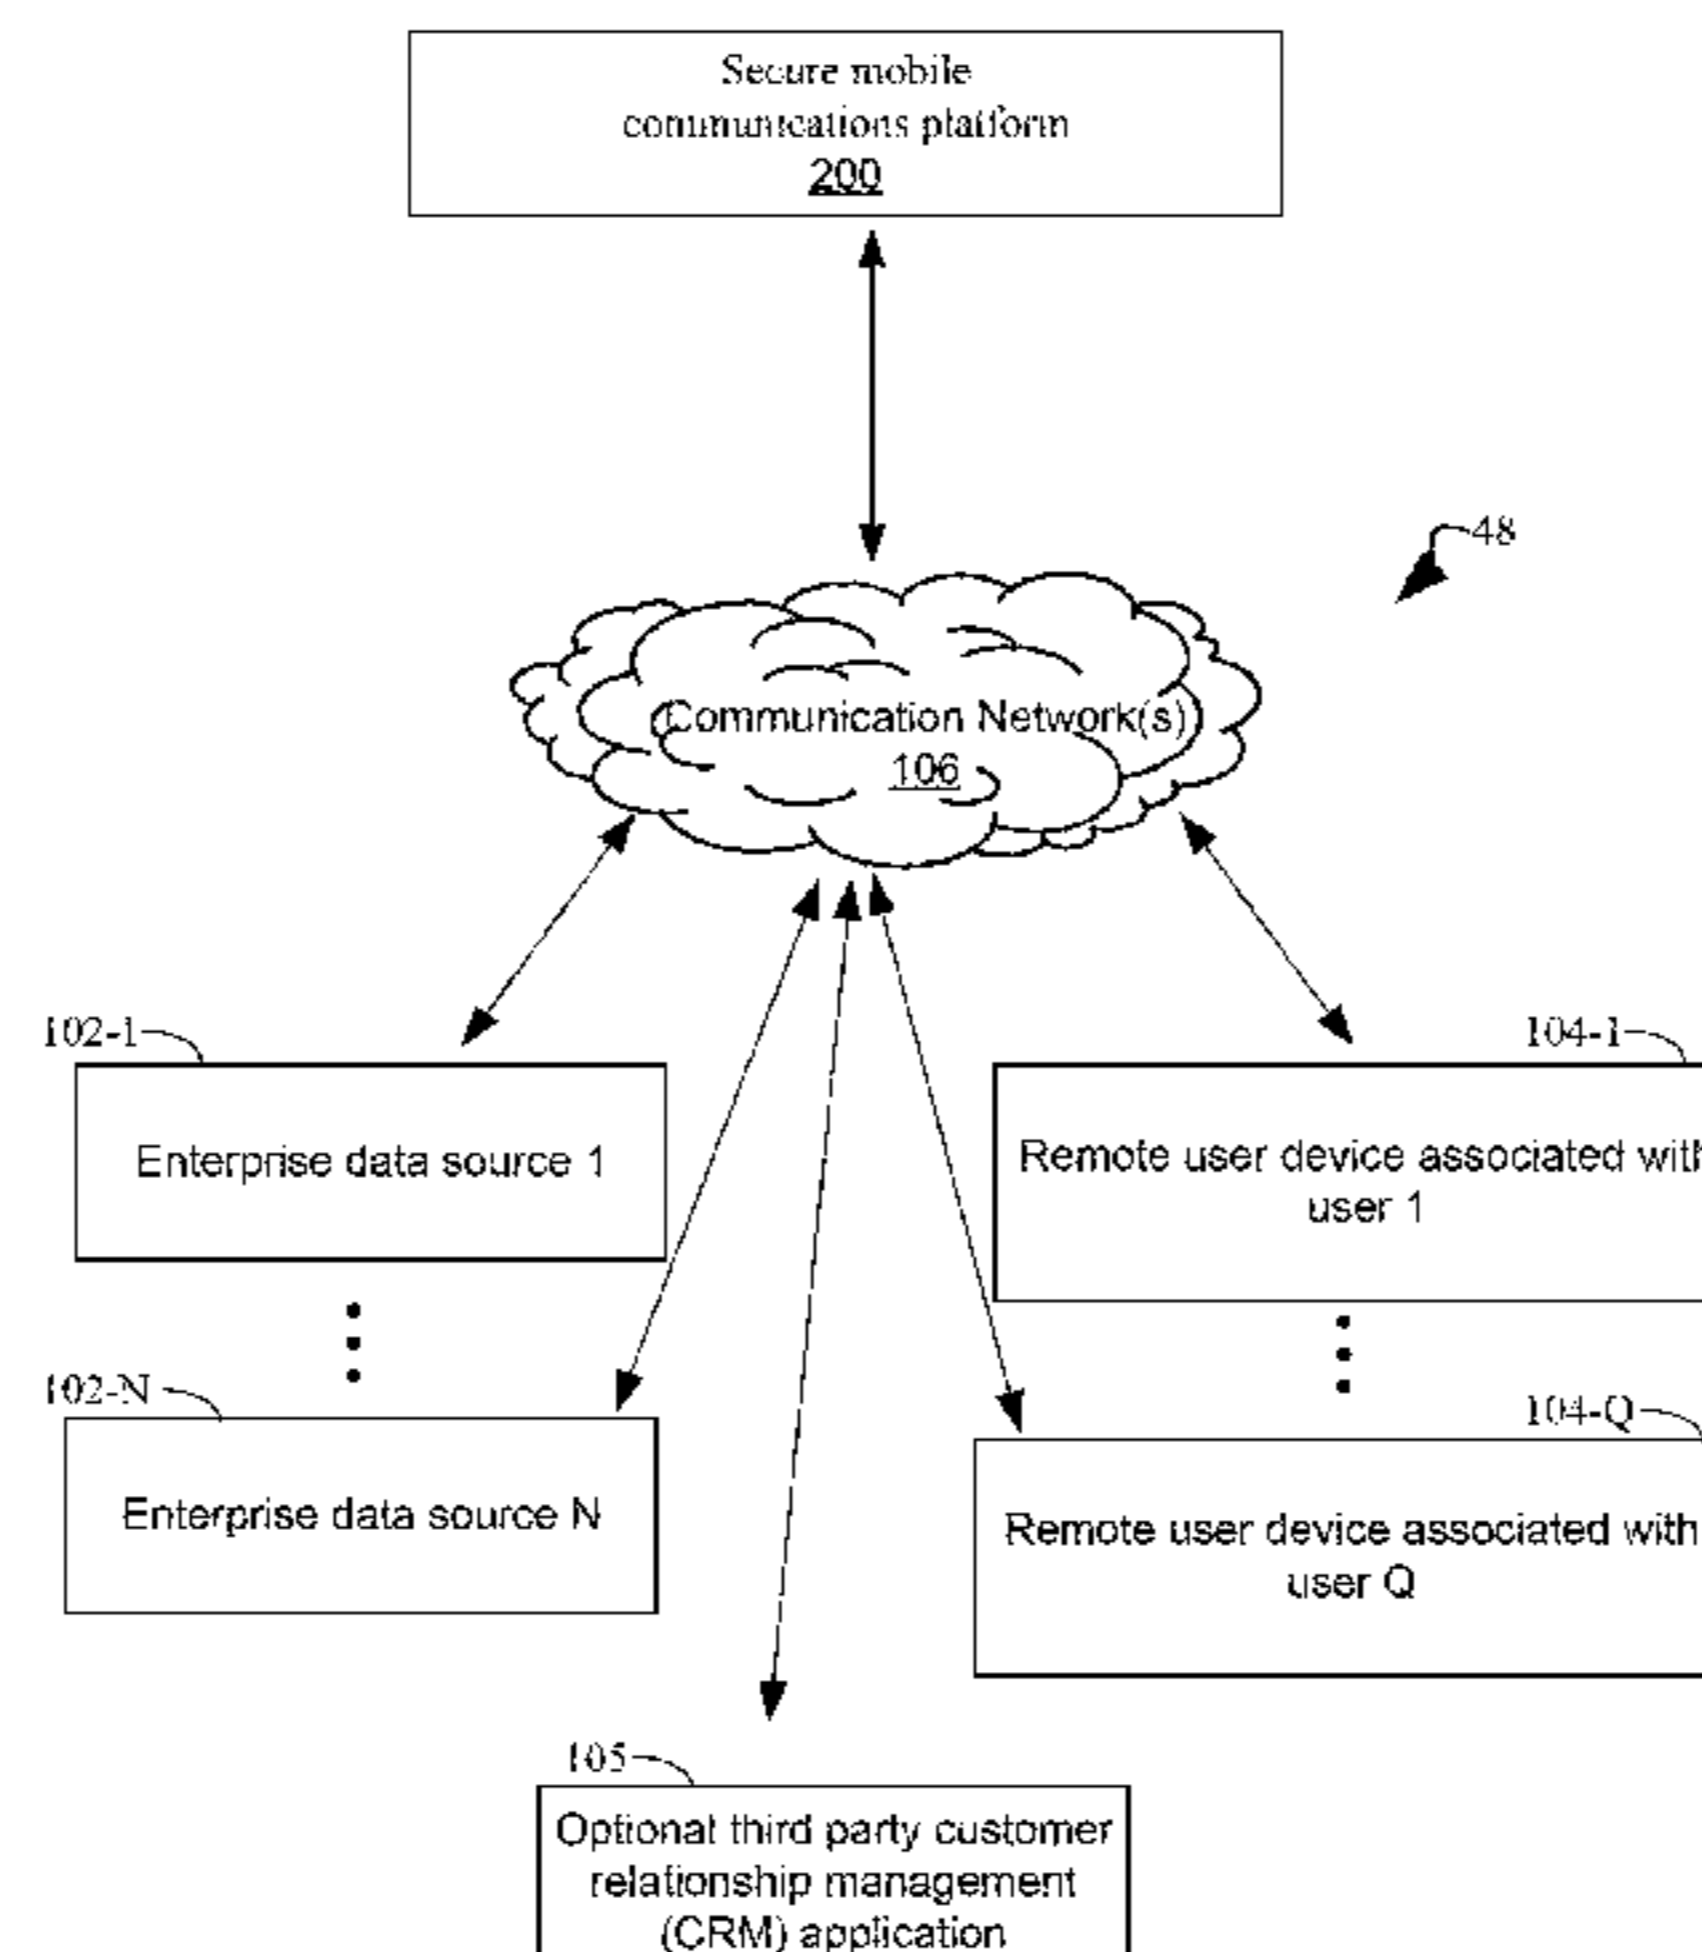 Secure mobile
communications platform
200
48
Communication Network(s)
106
102-1
104-1
Enterprise data source 1
Remote user device associated with
user 1
102-N
104-Q
Enterprise data source N
Remote user device associated with
user Q
105
Optional third party customer
relationship management
(CRM) application